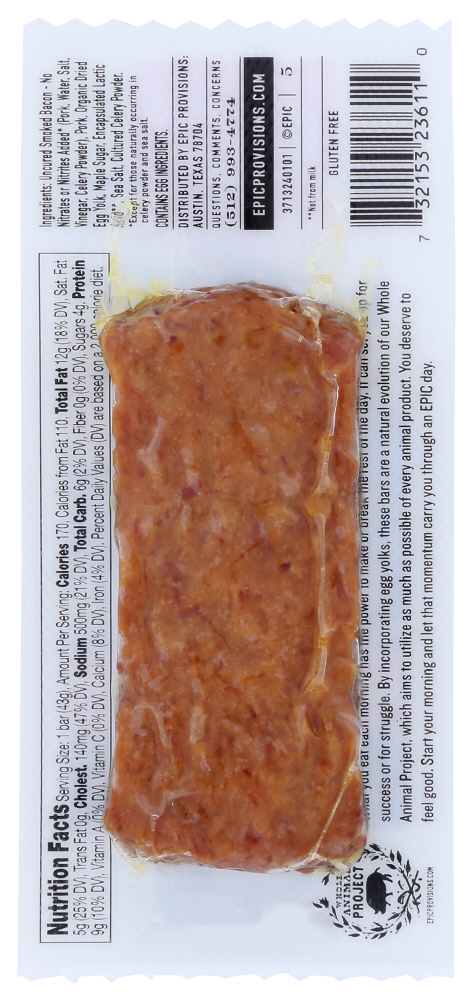 Nutrition Facts Serving Size: 1 bar (43g), Amount Per Serving: Calories 170, Calories from Fat 110, Total Fat 12g (18% DV), Sat. Fat
5g (25% DV), Trans Fat 0g, Cholest. 140mg (47% DV), Sodium 500mg (21% DV), Total Carb. 6g (2% DV), Fiber 0g (0% DV), Sugars 4g, Protein
9g (10% DV), Vitamin A (0% DV), Vitamin C (0% DV), Calcium (8% DV), Iron (4% DV). Percent Daily Values (DV) are based on a 2,000 calorie diet.
Ingredients: Uncured Smoked Bacon - No
Nitrates or Nitrites Added* (Pork, Water, Salt,
Vinegar, Celery Powder), Pork, Organic Dried
Egg Yolk, Maple Sugar, Encapsulated Lactic
Acid**, Sea Salt, Cultured Celery Powder.
*Except for those naturally occurring in
celery powder and sea salt.
CONTAINS EGG INGREDIENTS.
DISTRIBUTED BY EPIC PROVISIONS:
AUSTIN, TEXAS 78704
QUESTIONS, COMMENTS, CONCERNS
(512) 993-4774
EPICPROVISIONS.COM
3713240101 | ©EPIC | 5
**Not from milk
GLUTEN FREE
7 32153 23611 0
what you eat each morning has the power to make or break the rest of the day. It can set you up for
success or for struggle. By incorporating egg yolks, these bars are a natural evolution of our Whole
Animal Project, which aims to utilize as much as possible of every animal product. You deserve to
feel good. Start your morning and let that momentum carry you through an EPIC day.
WHOLE
ANIMAL
PROJECT
EPICPROVISIONS.COM